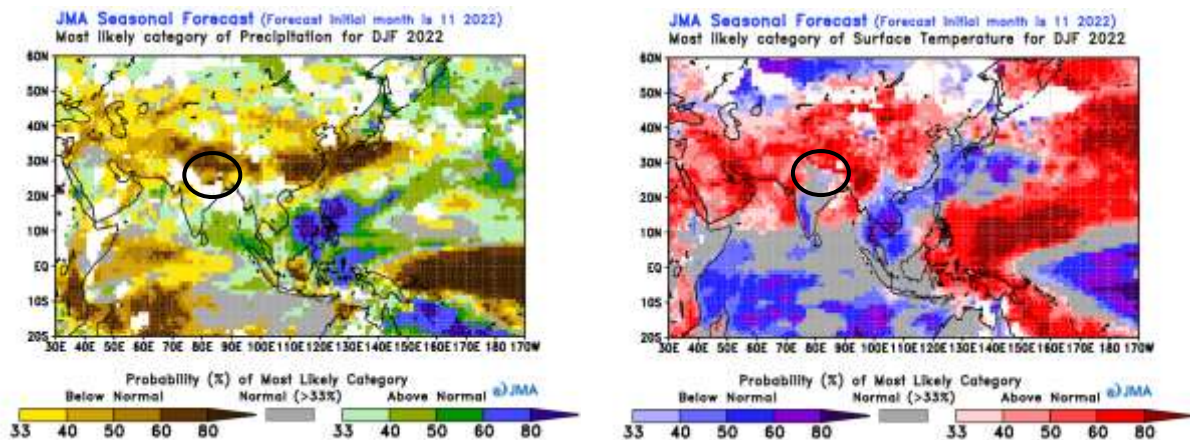 JMA Seasonal Forecast (Forecast initial month is 11 2022)
Most likely category of Precipitation for DJF 2022
60N
50N
40N
30N
20N
10N
EQ
10S
20S
30E 40E 50E 60E 70E 80E 90E 100E 110E 120E 130E 140E 150E 160E 170E 180 170W
Probability (%) of Most Likely Category
Below Normal Normal (>33%) Above Normal JMA
33 40 50 60 80 33 40 50 60 80
JMA Seasonal Forecast (Forecast initial month is 11 2022)
Most likely category of Surface Temperature for DJF 2022
60N
50N
40N
30N
20N
10N
EQ
10S
20S
30E 40E 50E 60E 70E 80E 90E 100E 110E 120E 130E 140E 150E 160E 170E 180 170W
Probability (%) of Most Likely Category
Below Normal Normal (>33%) Above Normal JMA
33 40 50 60 80 33 40 50 60 80